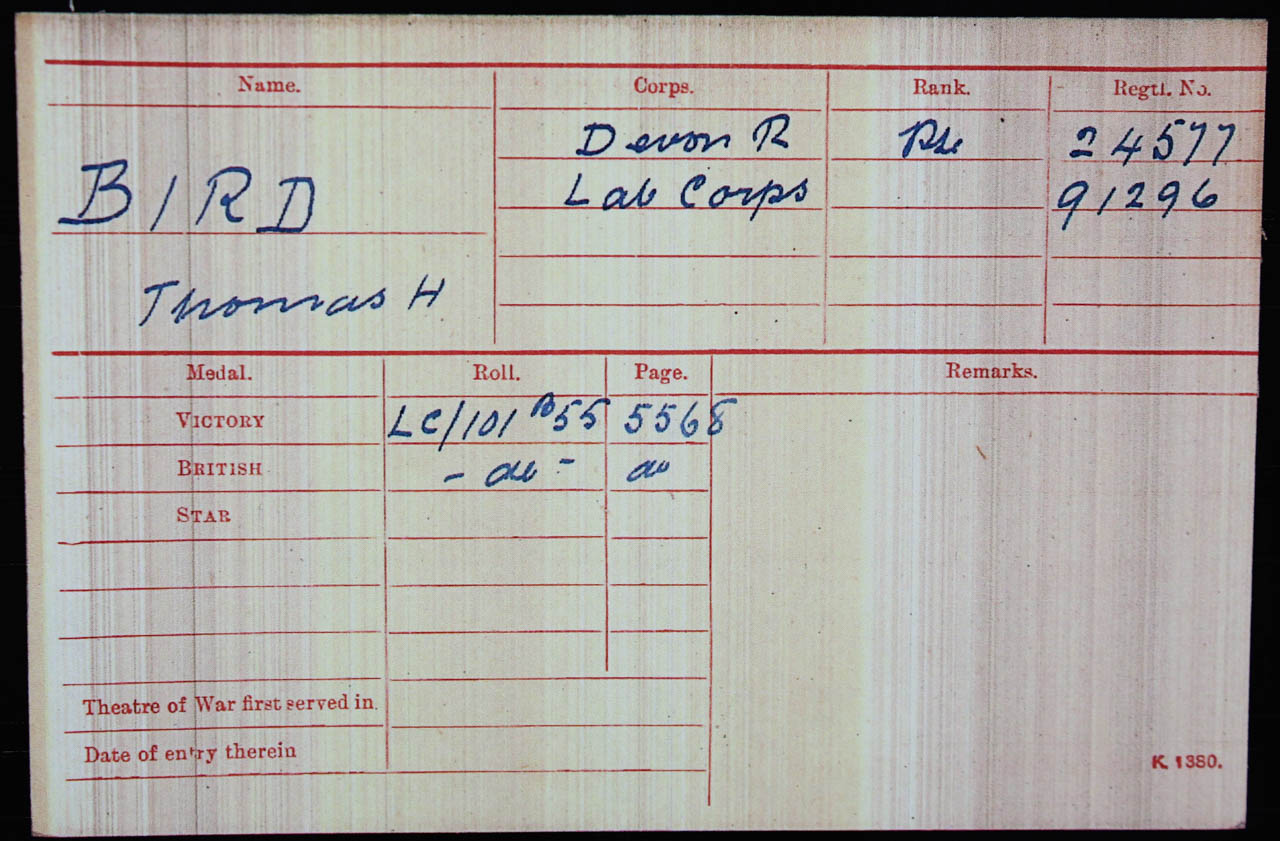 Name. Corps. Rank. Regtl. No.
Devon R Pte 24577
BIRD Lab Corps 91296
Thomas H
Medal. Roll. Page. Remarks.
VICTORY LC/101 B55 5568
BRITISH - do - do
STAR
Theatre of War first served in.
Date of entry therein
K. 1380.